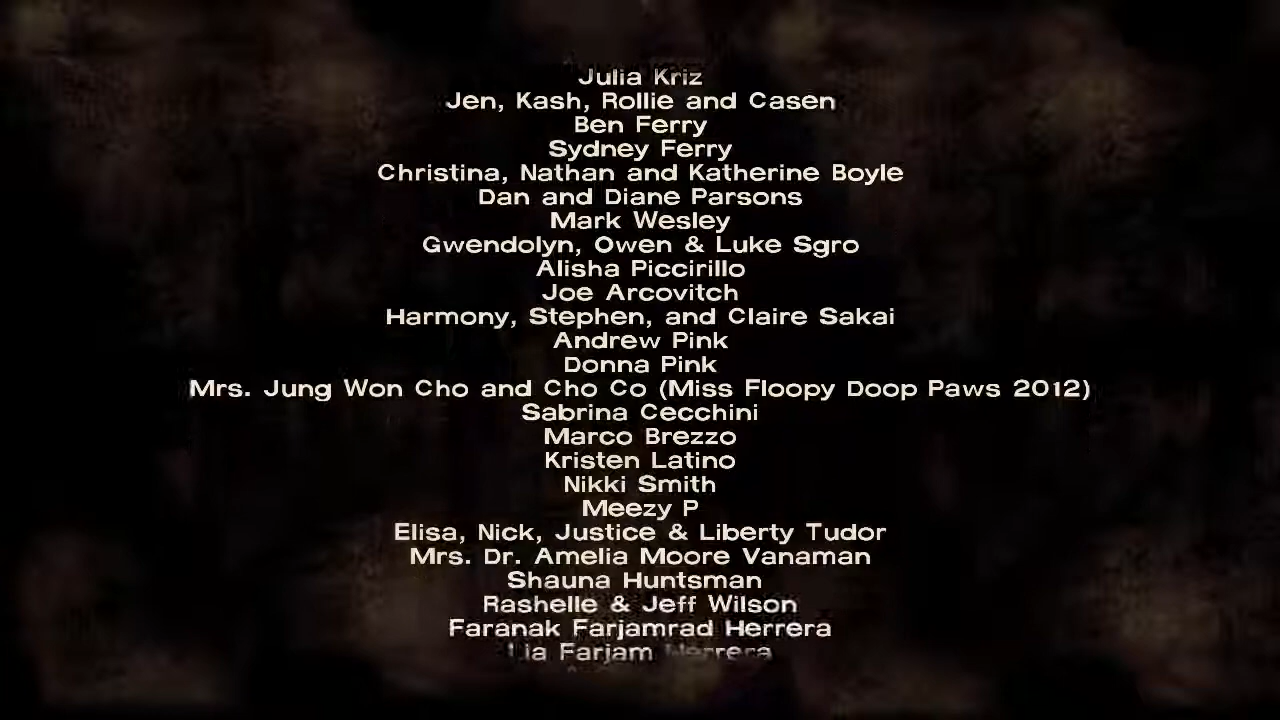 Julia Kriz
Jen, Kash, Rollie and Casen
Ben Ferry
Sydney Ferry
Christina, Nathan and Katherine Boyle
Dan and Diane Parsons
Mark Wesley
Gwendolyn, Owen & Luke Sgro
Alisha Piccirillo
Joe Arcovitch
Harmony, Stephen, and Claire Sakai
Andrew Pink
Donna Pink
Mrs. Jung Won Cho and Cho Co (Miss Floopy Doop Paws 2012)
Sabrina Cecchini
Marco Brezzo
Kristen Latino
Nikki Smith
Meezy P
Elisa, Nick, Justice & Liberty Tudor
Mrs. Dr. Amelia Moore Vanaman
Shauna Huntsman
Rashelle & Jeff Wilson
Faranak Farjamrad Herrera
Farjam Herrera